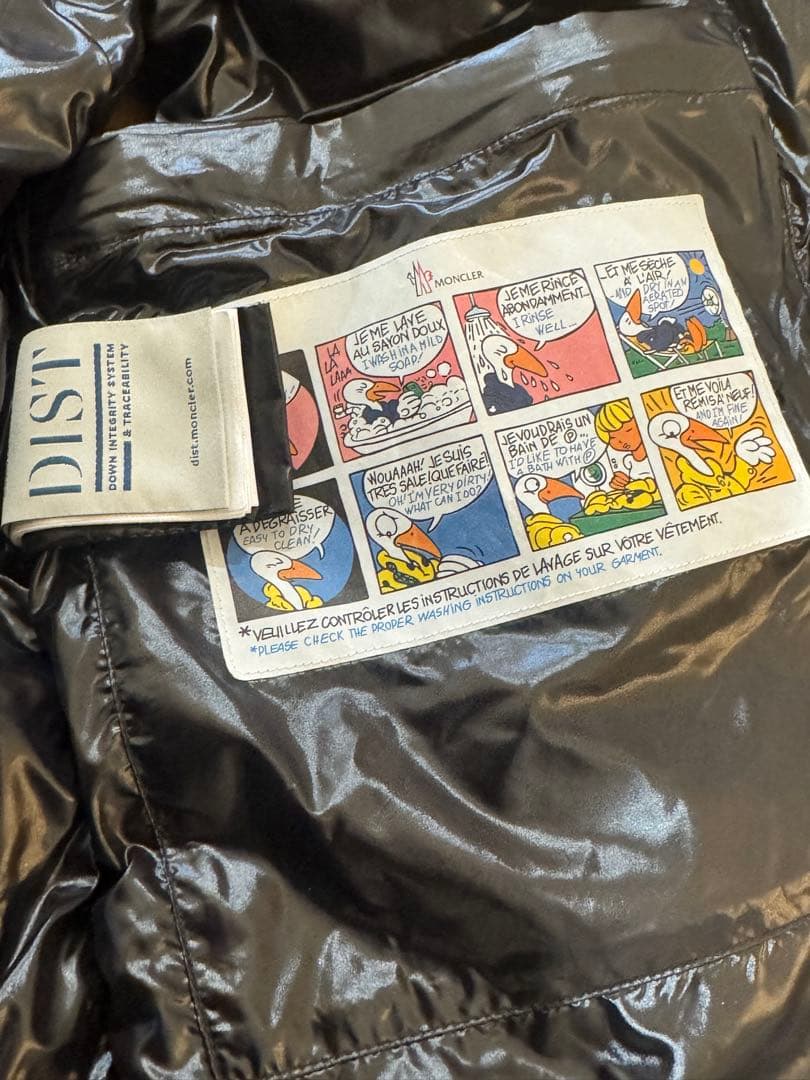 MONCLER
DIST
DOWN INTEGRITY SYSTEM
& TRACEABILITY
dist.moncler.com
LA
LA
LAAA
JE ME LAVE
AU SAVON DOUX
I WASH IN A MILD
SOAP!
JE ME RINCE
ABONDAMMENT...
I RINSE
WELL...
...ET ME SÈCHE
À L'AIR!
...AND DRY IN AN
AERATED
SPOT!
À DÉGRAISSER
EASY TO DRY
CLEAN!
WOUAAAH! JE SUIS
TRÈS SALE! QUE FAIRE?
OH! I'M VERY DIRTY!
WHAT CAN I DO?
JE VOUDRAIS UN
BAIN DE Ⓟ...
I'D LIKE TO HAVE
A BATH WITH Ⓟ
ET ME VOILA
REMIS À NEUF!
AND I'M FINE
AGAIN!
*VEUILLEZ CONTRÔLER LES INSTRUCTIONS DE LAVAGE SUR VOTRE VÊTEMENT.
*PLEASE CHECK THE PROPER WASHING INSTRUCTIONS ON YOUR GARMENT.